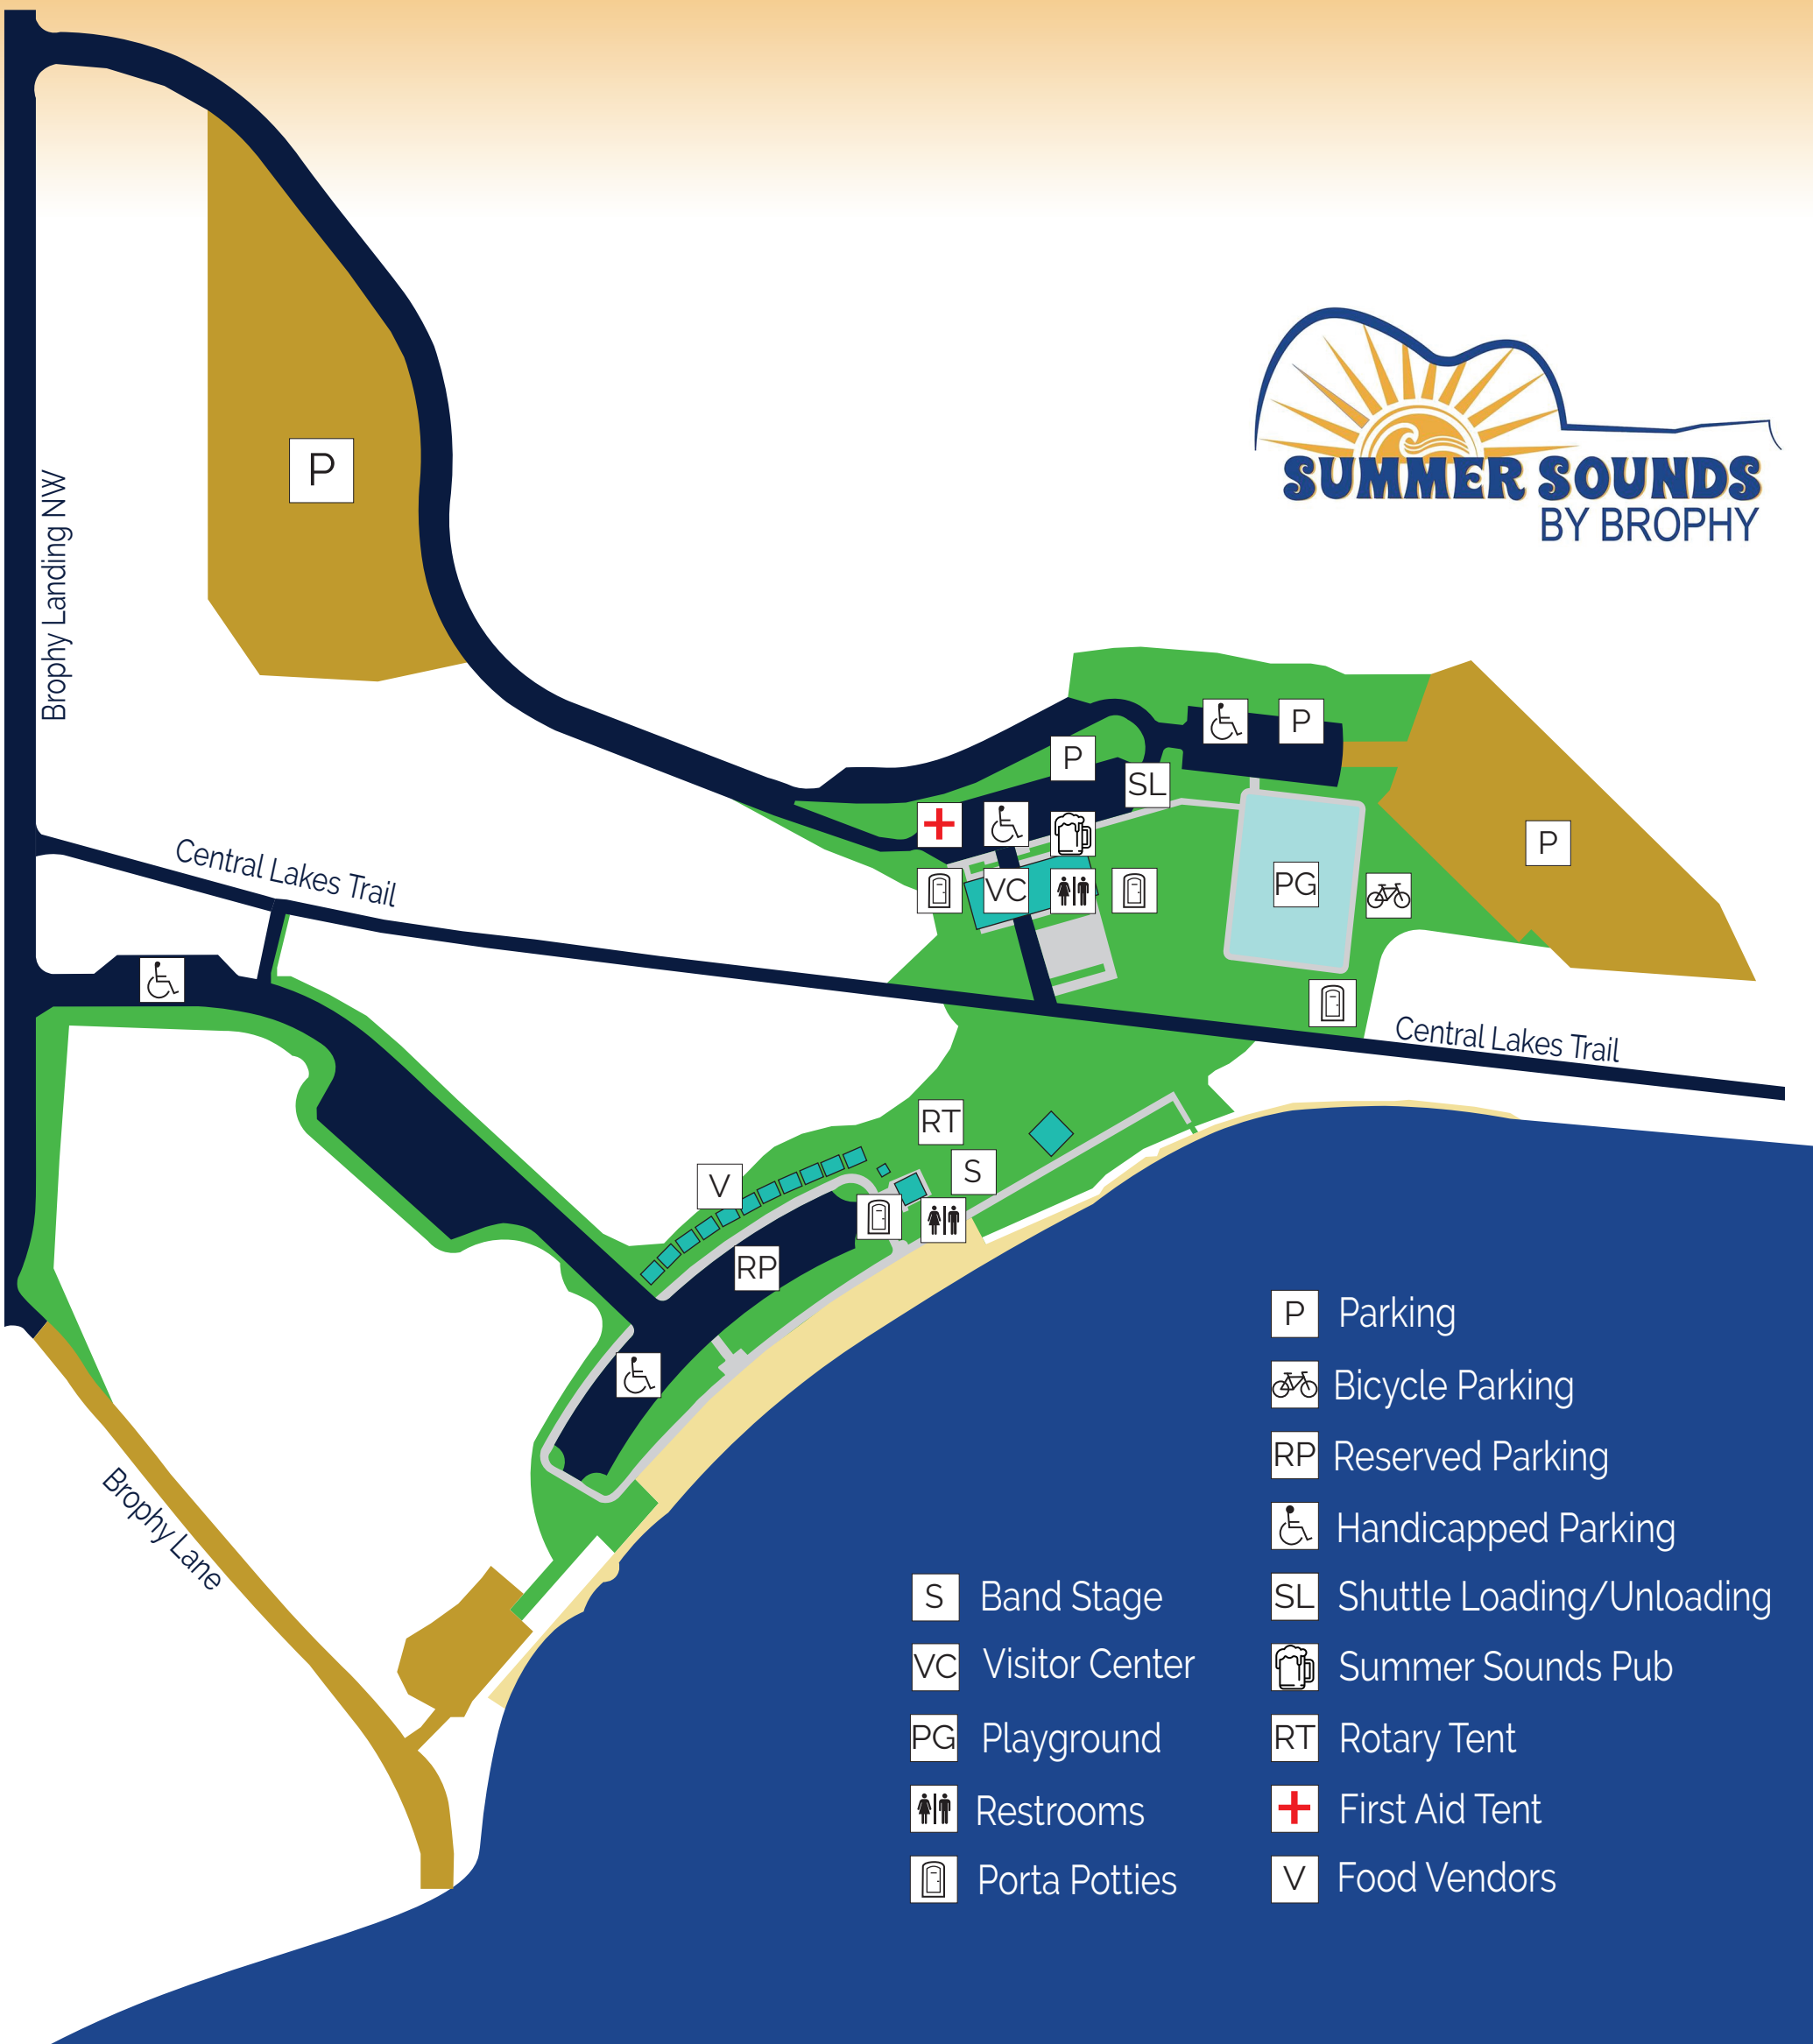 SUMMER SOUNDS
BY BROPHY
P
Brophy Landing NW
P
P
SL
P
VC
PG
P
Central Lakes Trail
Central Lakes Trail
RT
S
V
RP
Brophy Lane
P Parking
Bicycle Parking
RP Reserved Parking
Handicapped Parking
SL Shuttle Loading/Unloading
Summer Sounds Pub
RT Rotary Tent
First Aid Tent
V Food Vendors
S Band Stage
VC Visitor Center
PG Playground
Restrooms
Porta Potties